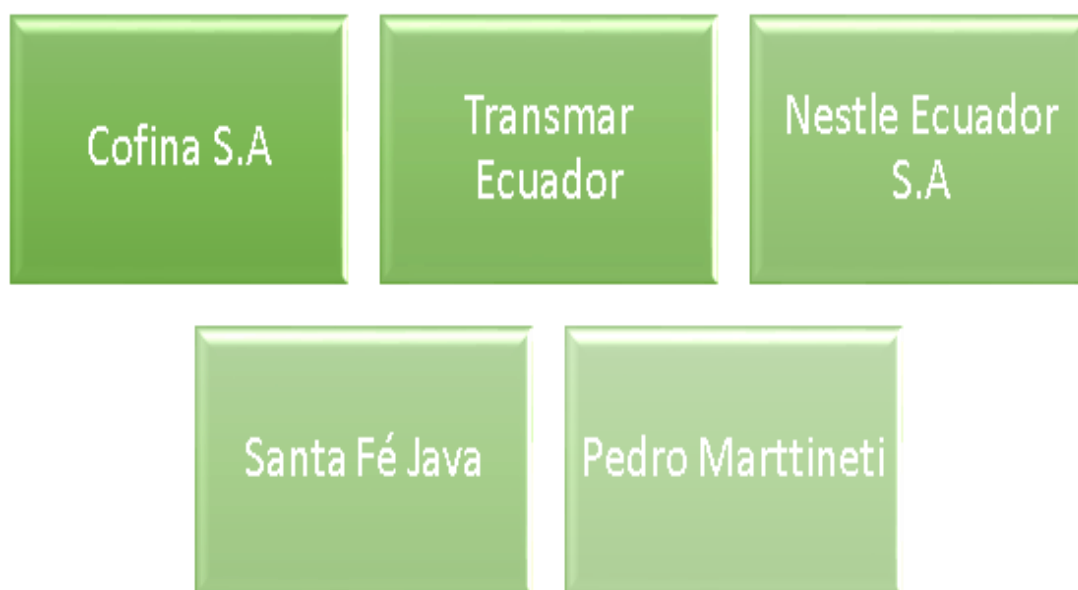 Cofina S.A
Transmar
Ecuador
Nestle Ecuador
S.A
Santa Fé Java
Pedro Marttineti